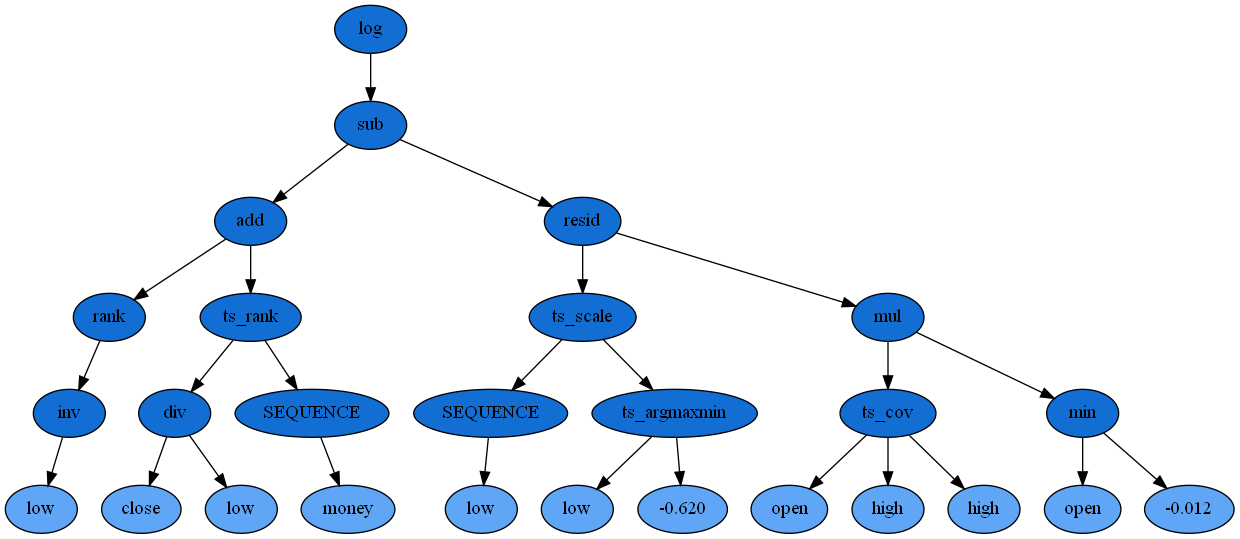 log
sub
add resid
rank ts_rank ts_scale mul
inv div SEQUENCE SEQUENCE ts_argmaxmin ts_cov min
low close low money low low -0.620 open high high open -0.012